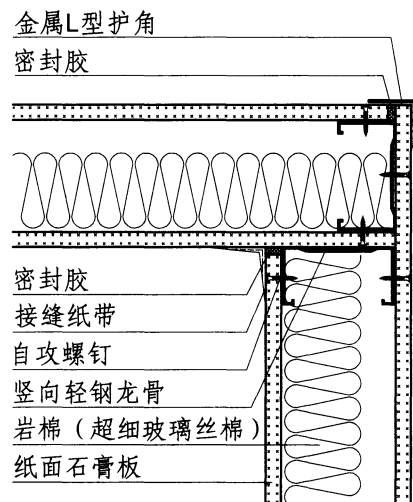 金属L型护角
密封胶
密封胶
接缝纸带
自攻螺钉
竖向轻钢龙骨
岩棉（超细玻璃丝棉）
纸面石膏板